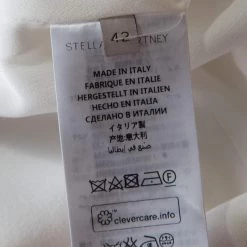 42
STELLA McCARTNEY
MADE IN ITALY
FABRIQUE EN ITALIE
HERGESTELLT IN ITALIEN
HECHO EN ITALIA
СДЕЛАНО В ИТАЛИИ
イタリア製
产地:意大利
صنع في إيطاليا
clevercare.info